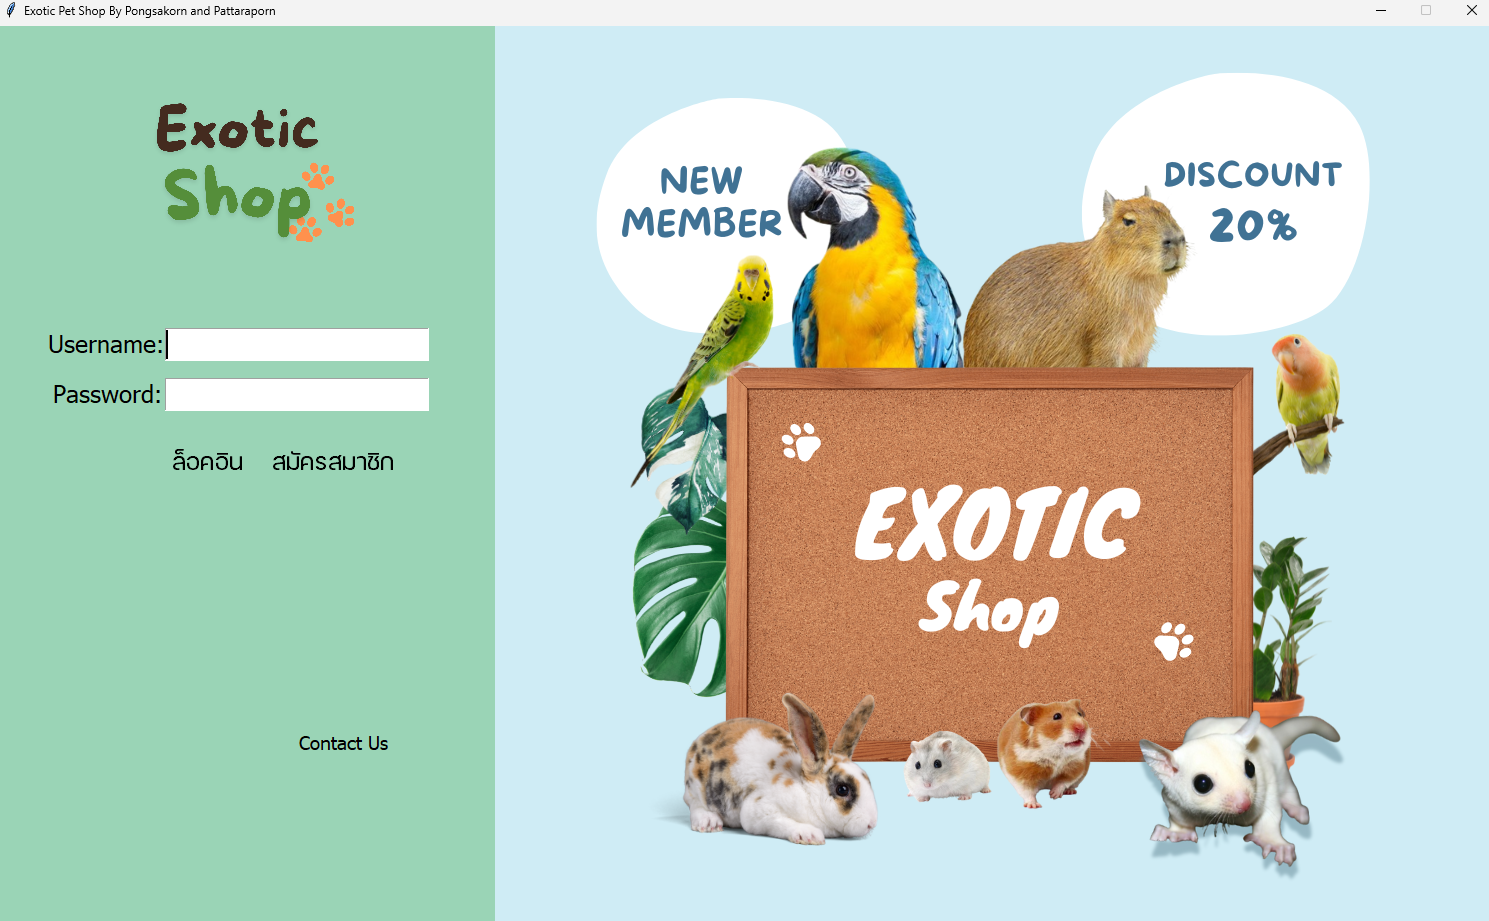 Exotic Pet Shop By Pongsakorn and Pattaraporn
Exotic
Shop
Username:
Password:
ล็อคอิน สมัครสมาชิก
Contact Us
NEW
MEMBER
DISCOUNT
20%
EXOTIC
Shop